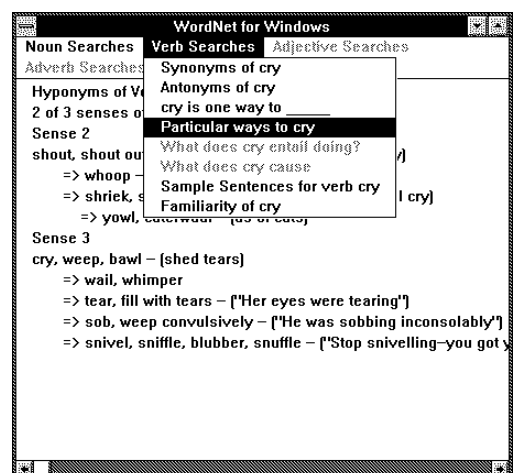 WordNet for Windows
Noun Searches Verb Searches Adjective Searches
Adverb Searches
Synonyms of cry
Antonyms of cry
cry is one way to ______
Particular ways to cry
What does cry entail doing?
What does cry cause
Sample Sentences for verb cry
Familiarity of cry
Hyponyms of
2 of 3 senses
Sense 2
shout, shout
=> whoop –
=> shriek, cry)
=> yowl,
Sense 3
cry, weep, bawl – (shed tears)
=> wail, whimper
=> tear, fill with tears – ("Her eyes were tearing")
=> sob, weep convulsively – ("He was sobbing inconsolably")
=> snivel, sniffle, blubber, snuffle – ("Stop snivelling–you got